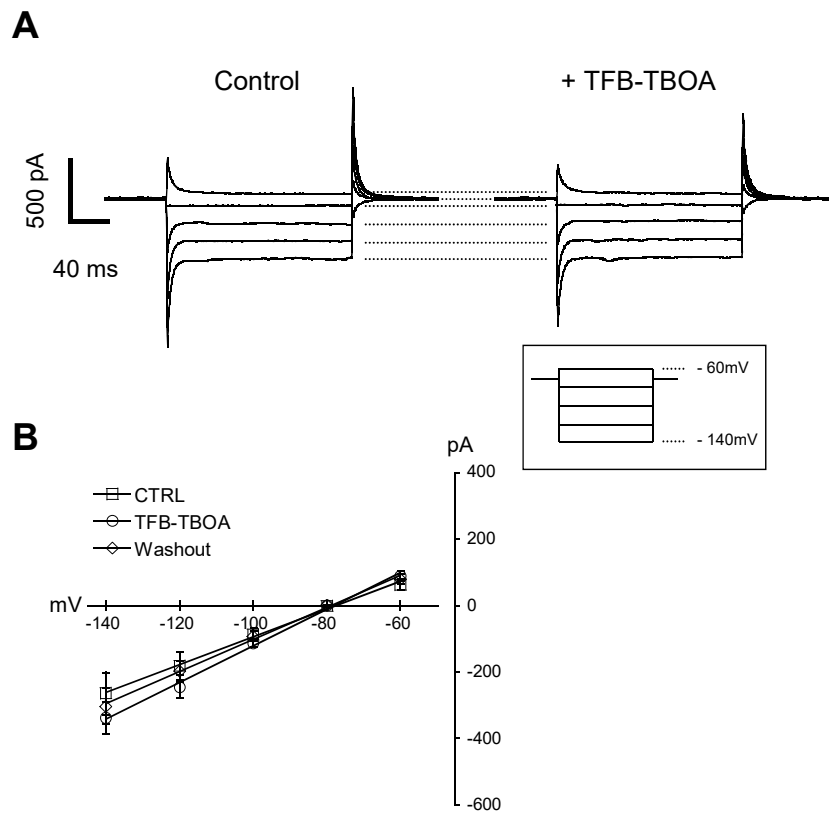 A
Control
+ TFB-TBOA
500 pA
40 ms
- 60mV
- 140mV
B
pA
CTRL
TFB-TBOA
Washout
mV
-140
-120
-100
-80
-60
400
200
0
-200
-400
-600